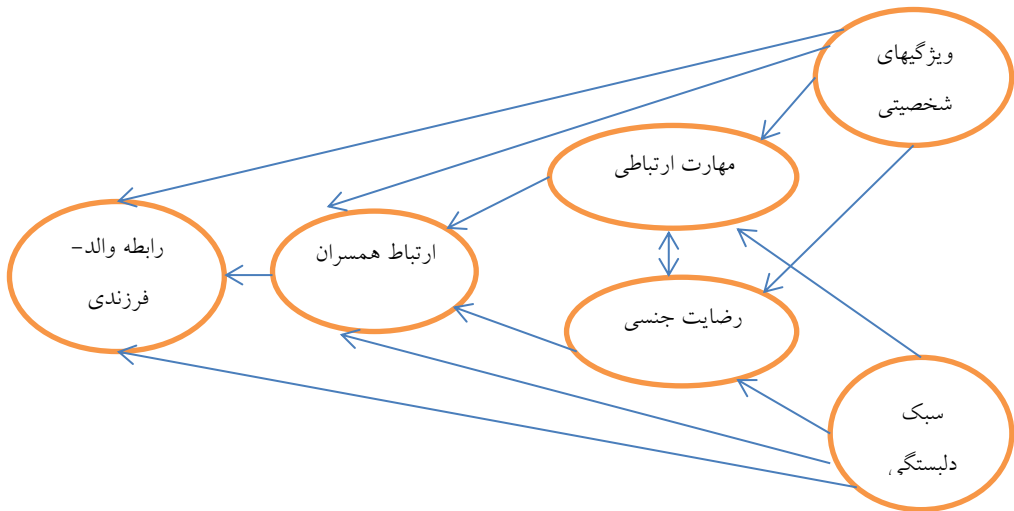 ویژگیهای
شخصیتی
مهارت ارتباطی
رابطه والد-
فرزندی
ارتباط همسران
رضایت جنسی
سبک
دلبستگی